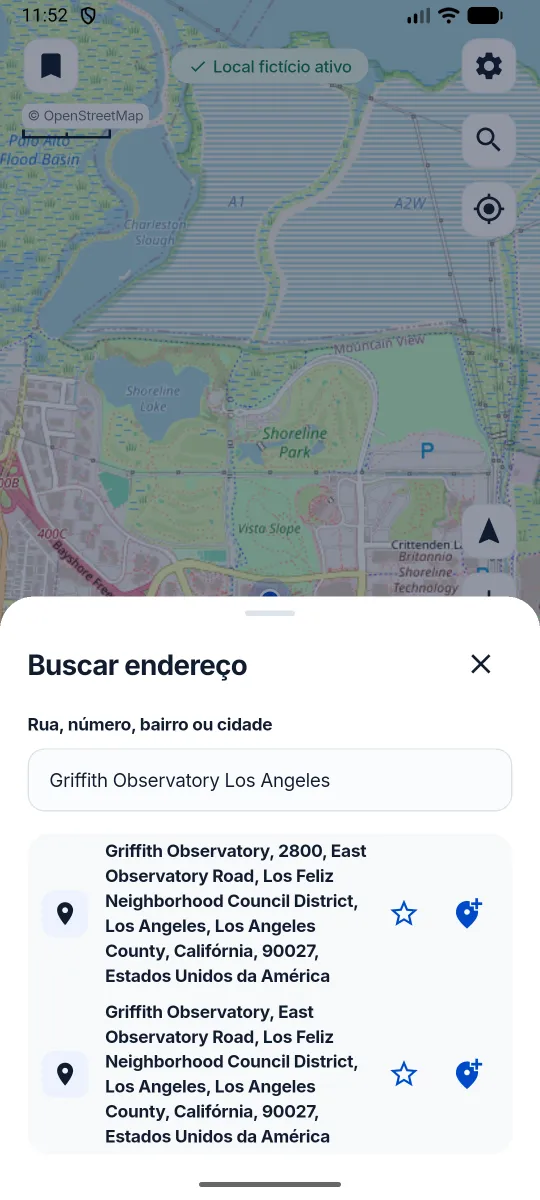 11:52
Local fictício ativo
© OpenStreetMap
Palo Alto
Flood Basin
A1
A2W
Charleston
Slough
Mountain View
Shoreline
Lake
Shoreline
Park
P
00B
400C
Vista Slope
Bayshore Free
Crittenden L
Britannia
Shoreline
Technology
Buscar endereço
Rua, número, bairro ou cidade
Griffith Observatory Los Angeles
Griffith Observatory, 2800, East
Observatory Road, Los Feliz
Neighborhood Council District,
Los Angeles, Los Angeles
County, Califórnia, 90027,
Estados Unidos da América
Griffith Observatory, East
Observatory Road, Los Feliz
Neighborhood Council District,
Los Angeles, Los Angeles
County, Califórnia, 90027,
Estados Unidos da América